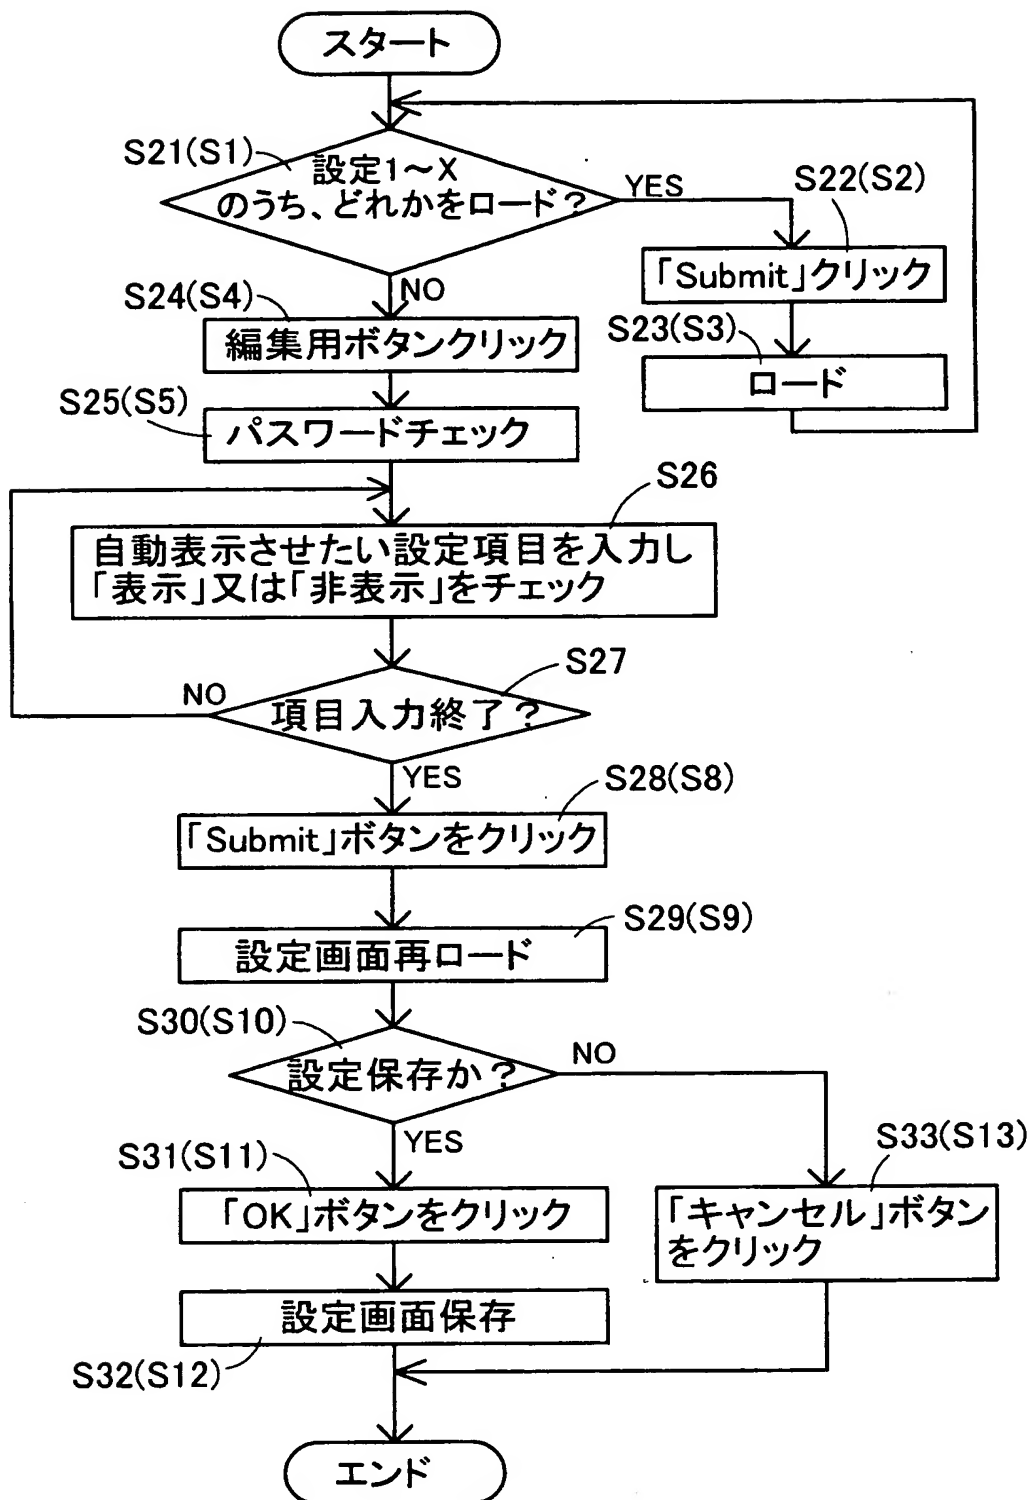 スタート
S21(S1)
設定1～X
のうち、どれかをロード？
YES
S22(S2)
「Submit」クリック
S23(S3)
ロード
NO
S24(S4)
編集用ボタンクリック
S25(S5)
パスワードチェック
S26
自動表示させたい設定項目を入力し
「表示」又は「非表示」をチェック
S27
NO
項目入力終了？
YES
S28(S8)
「Submit」ボタンをクリック
S29(S9)
設定画面再ロード
S30(S10)
設定保存か？
NO
YES
S31(S11)
「OK」ボタンをクリック
S33(S13)
「キャンセル」ボタン
をクリック
設定画面保存
S32(S12)
エンド